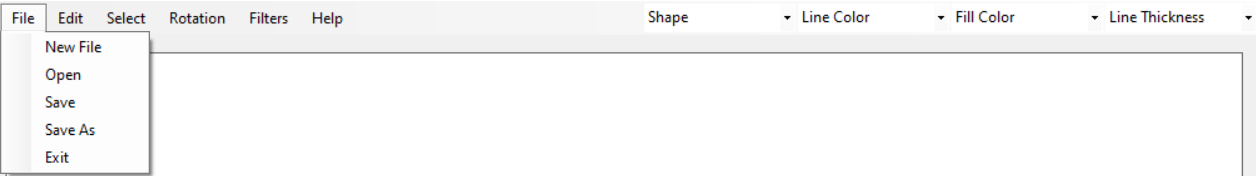 File Edit Select Rotation Filters Help Shape Line Color Fill Color Line Thickness
New File
Open
Save
Save As
Exit